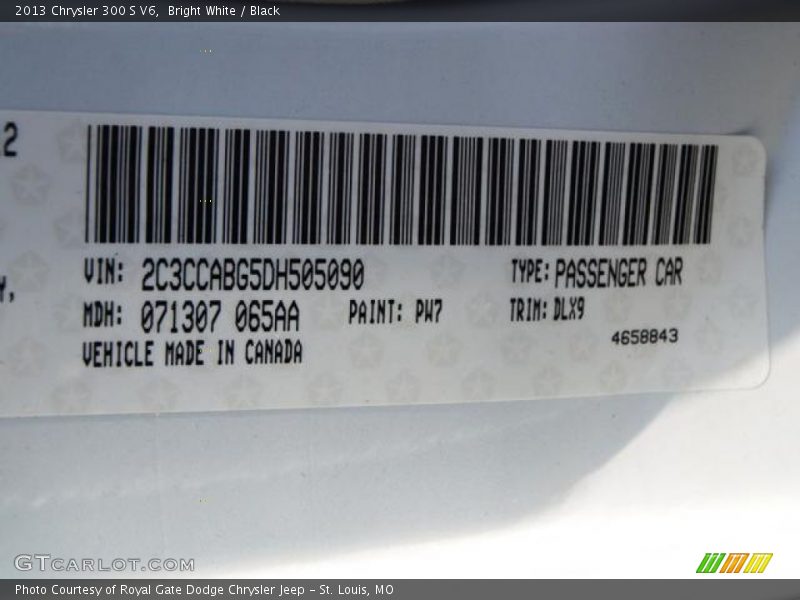 2013 Chrysler 300 S V6,  Bright White / Black
2
Y,
VIN: 2C3CCABG5DH505090
TYPE: PASSENGER CAR
MDH: 071307 065AA
PAINT: PW7
TRIM: DLX9
VEHICLE MADE IN CANADA
4658843
GTCARLOT.COM
Photo Courtesy of Royal Gate Dodge Chrysler Jeep – St. Louis, MO